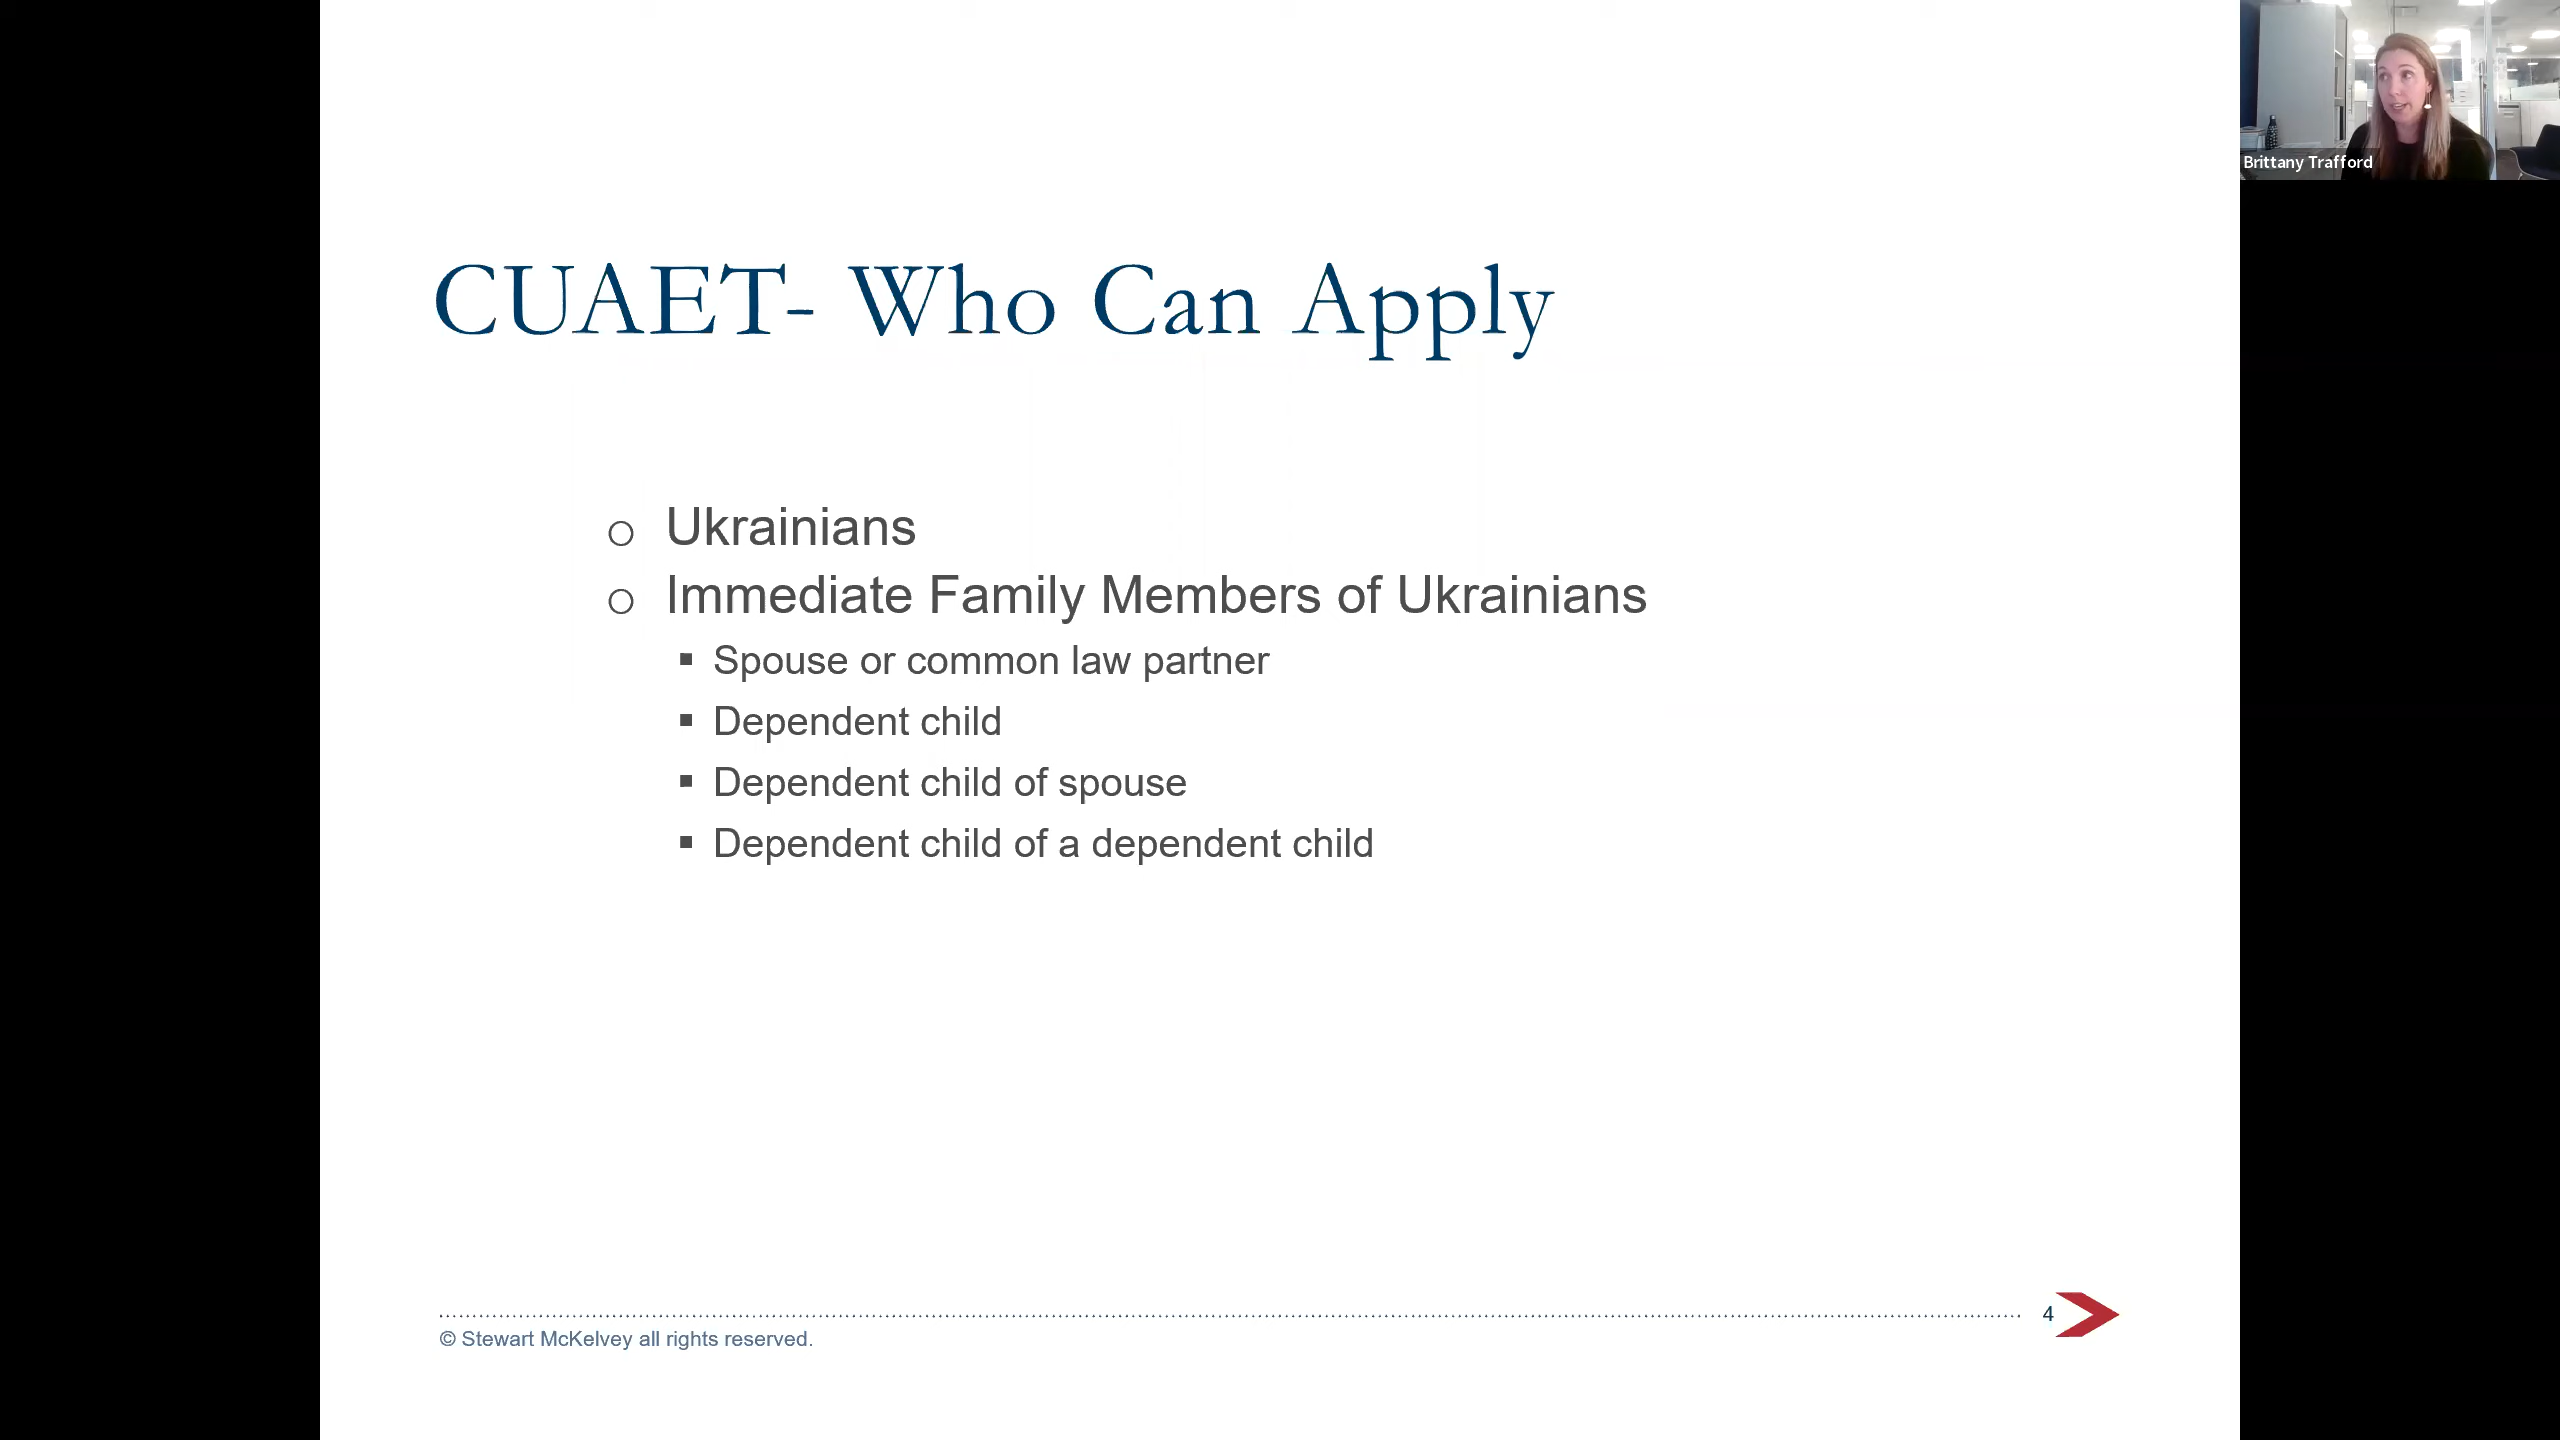 Brittany Trafford
CUAET- Who Can Apply
Ukrainians
Immediate Family Members of Ukrainians
Spouse or common law partner
Dependent child
Dependent child of spouse
Dependent child of a dependent child
4
© Stewart McKelvey all rights reserved.